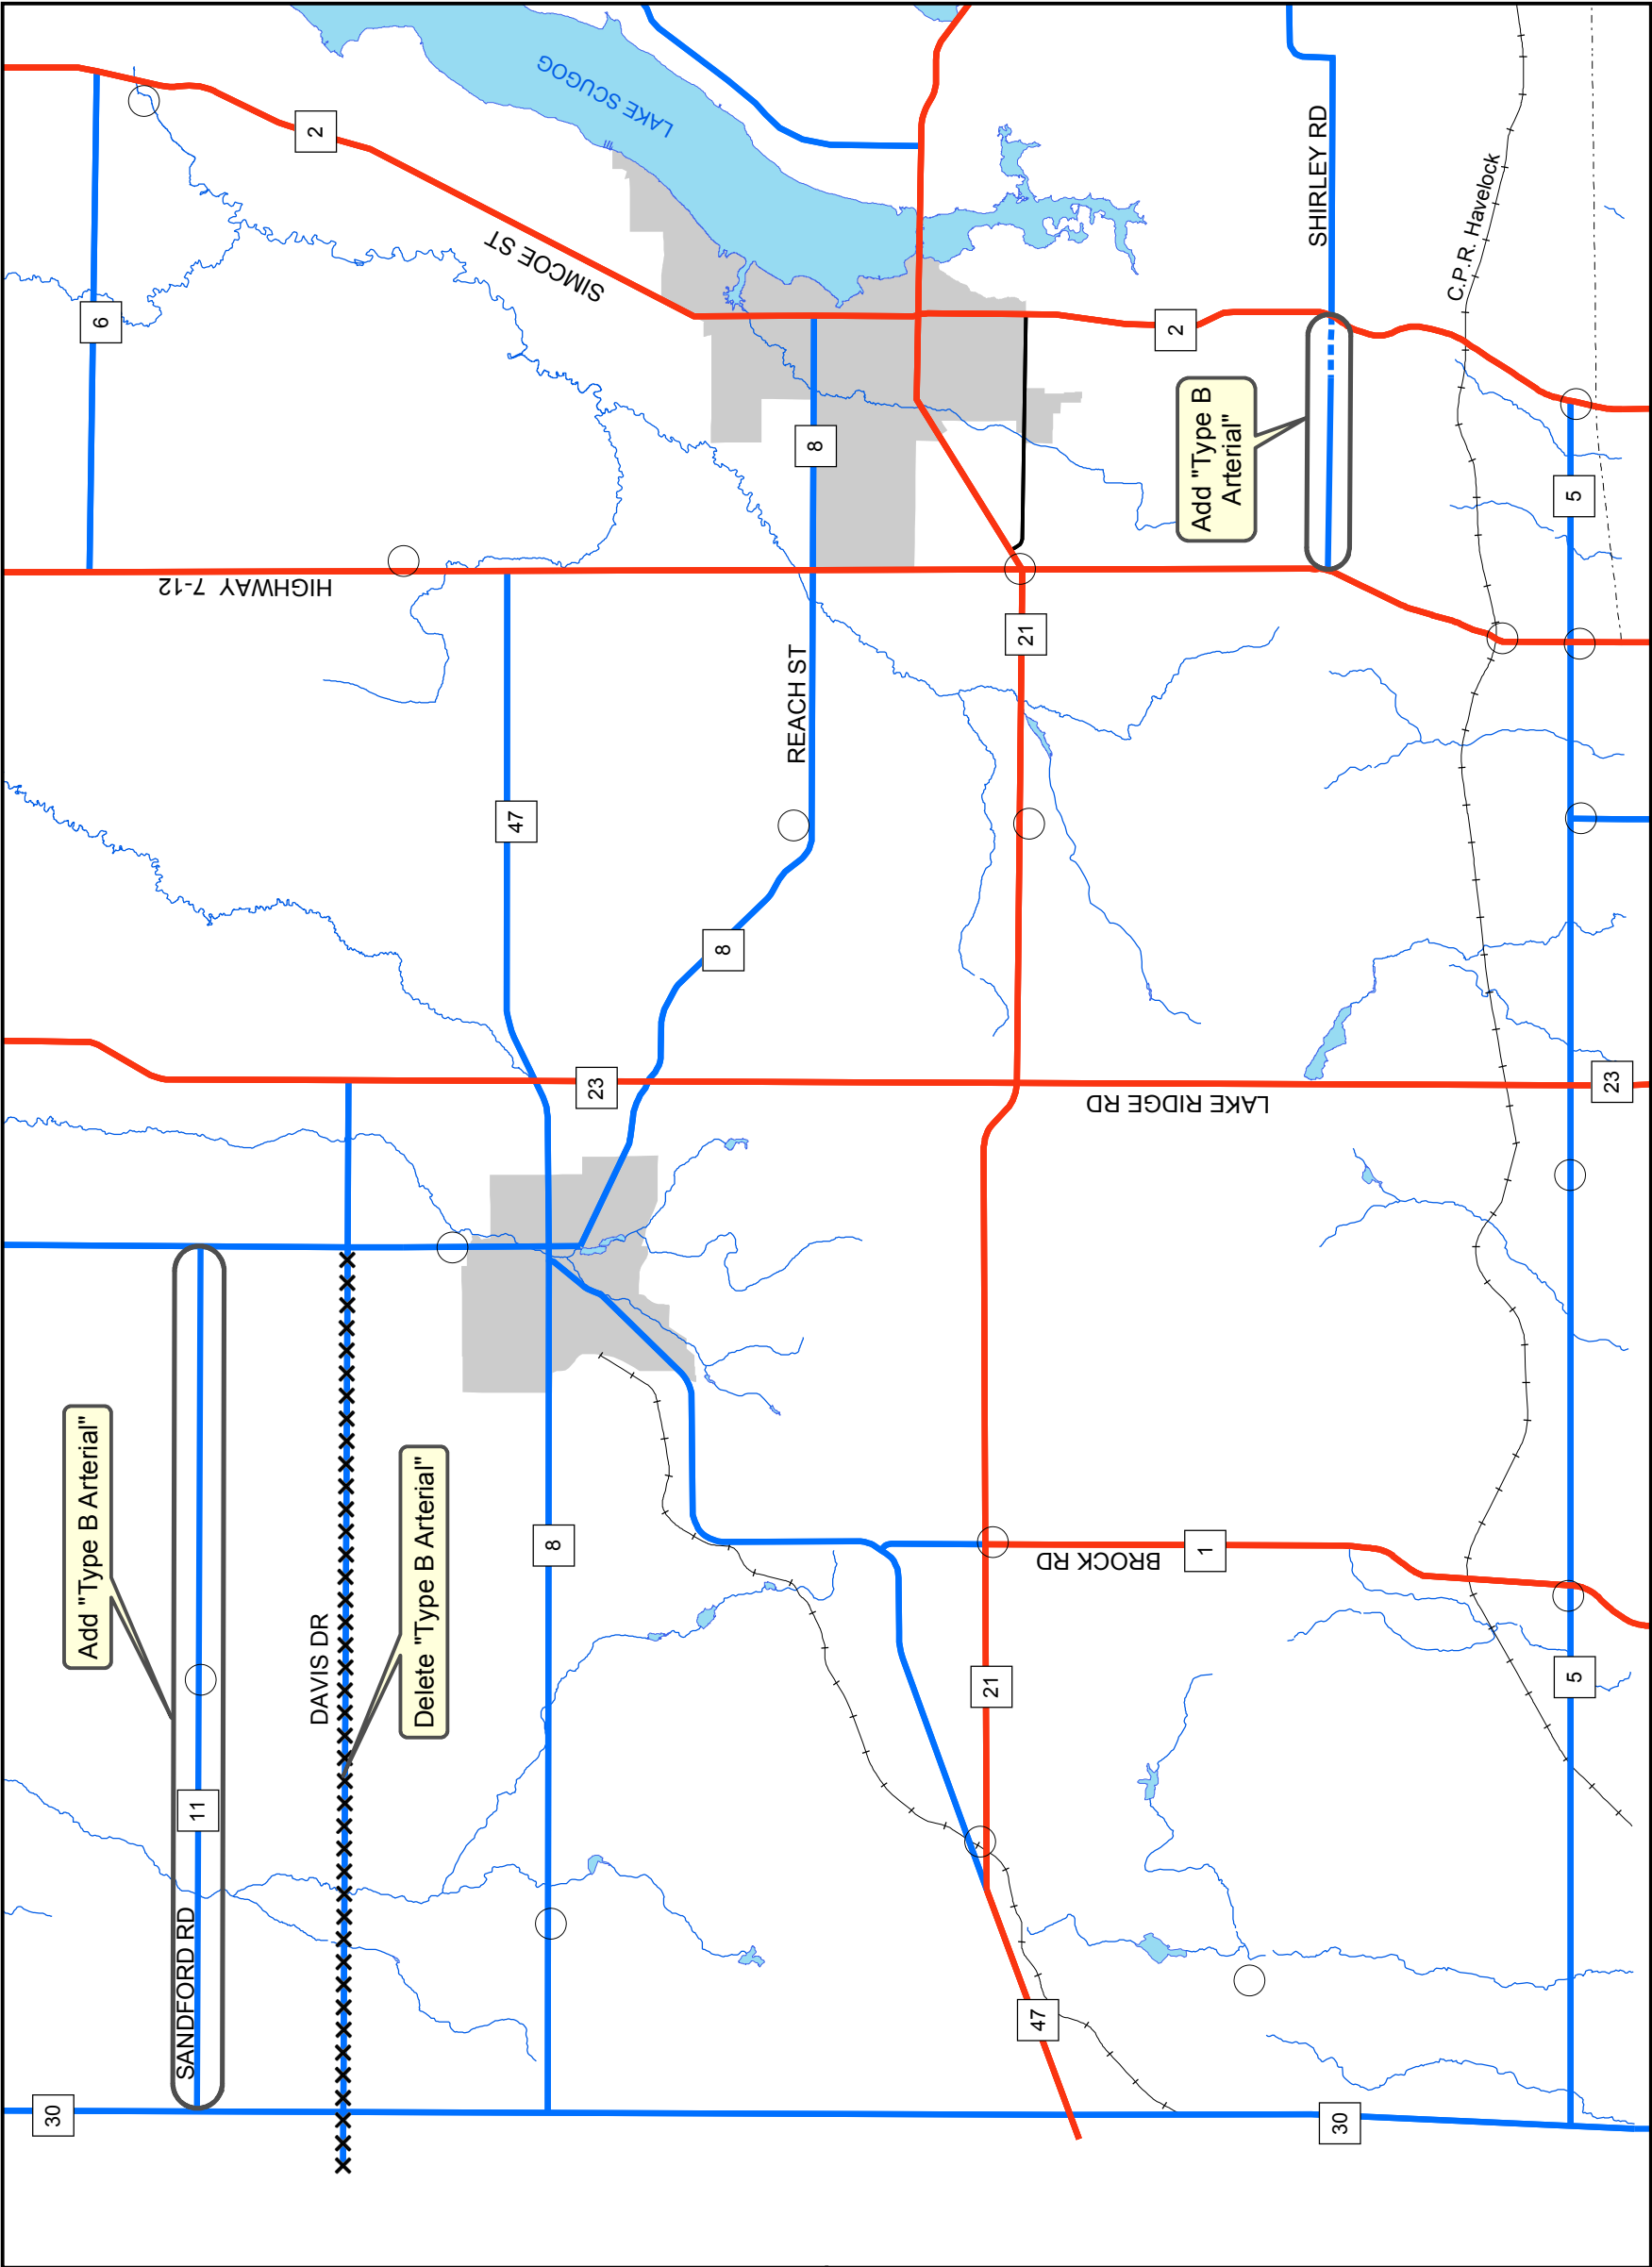 30
Add "Type B Arterial"
6
SANDFORD RD
11
HIGHWAY 7-12
2
DAVIS DR
Delete "Type B Arterial"
47
SIMCOE ST
8
23
LAKE SCUGOG
8
REACH ST
8
21
21
47
BROCK RD
2
LAKE RIDGE RD
1
Add "Type B
Arterial"
SHIRLEY RD
30
C.P.R. Havelock
5
5
23